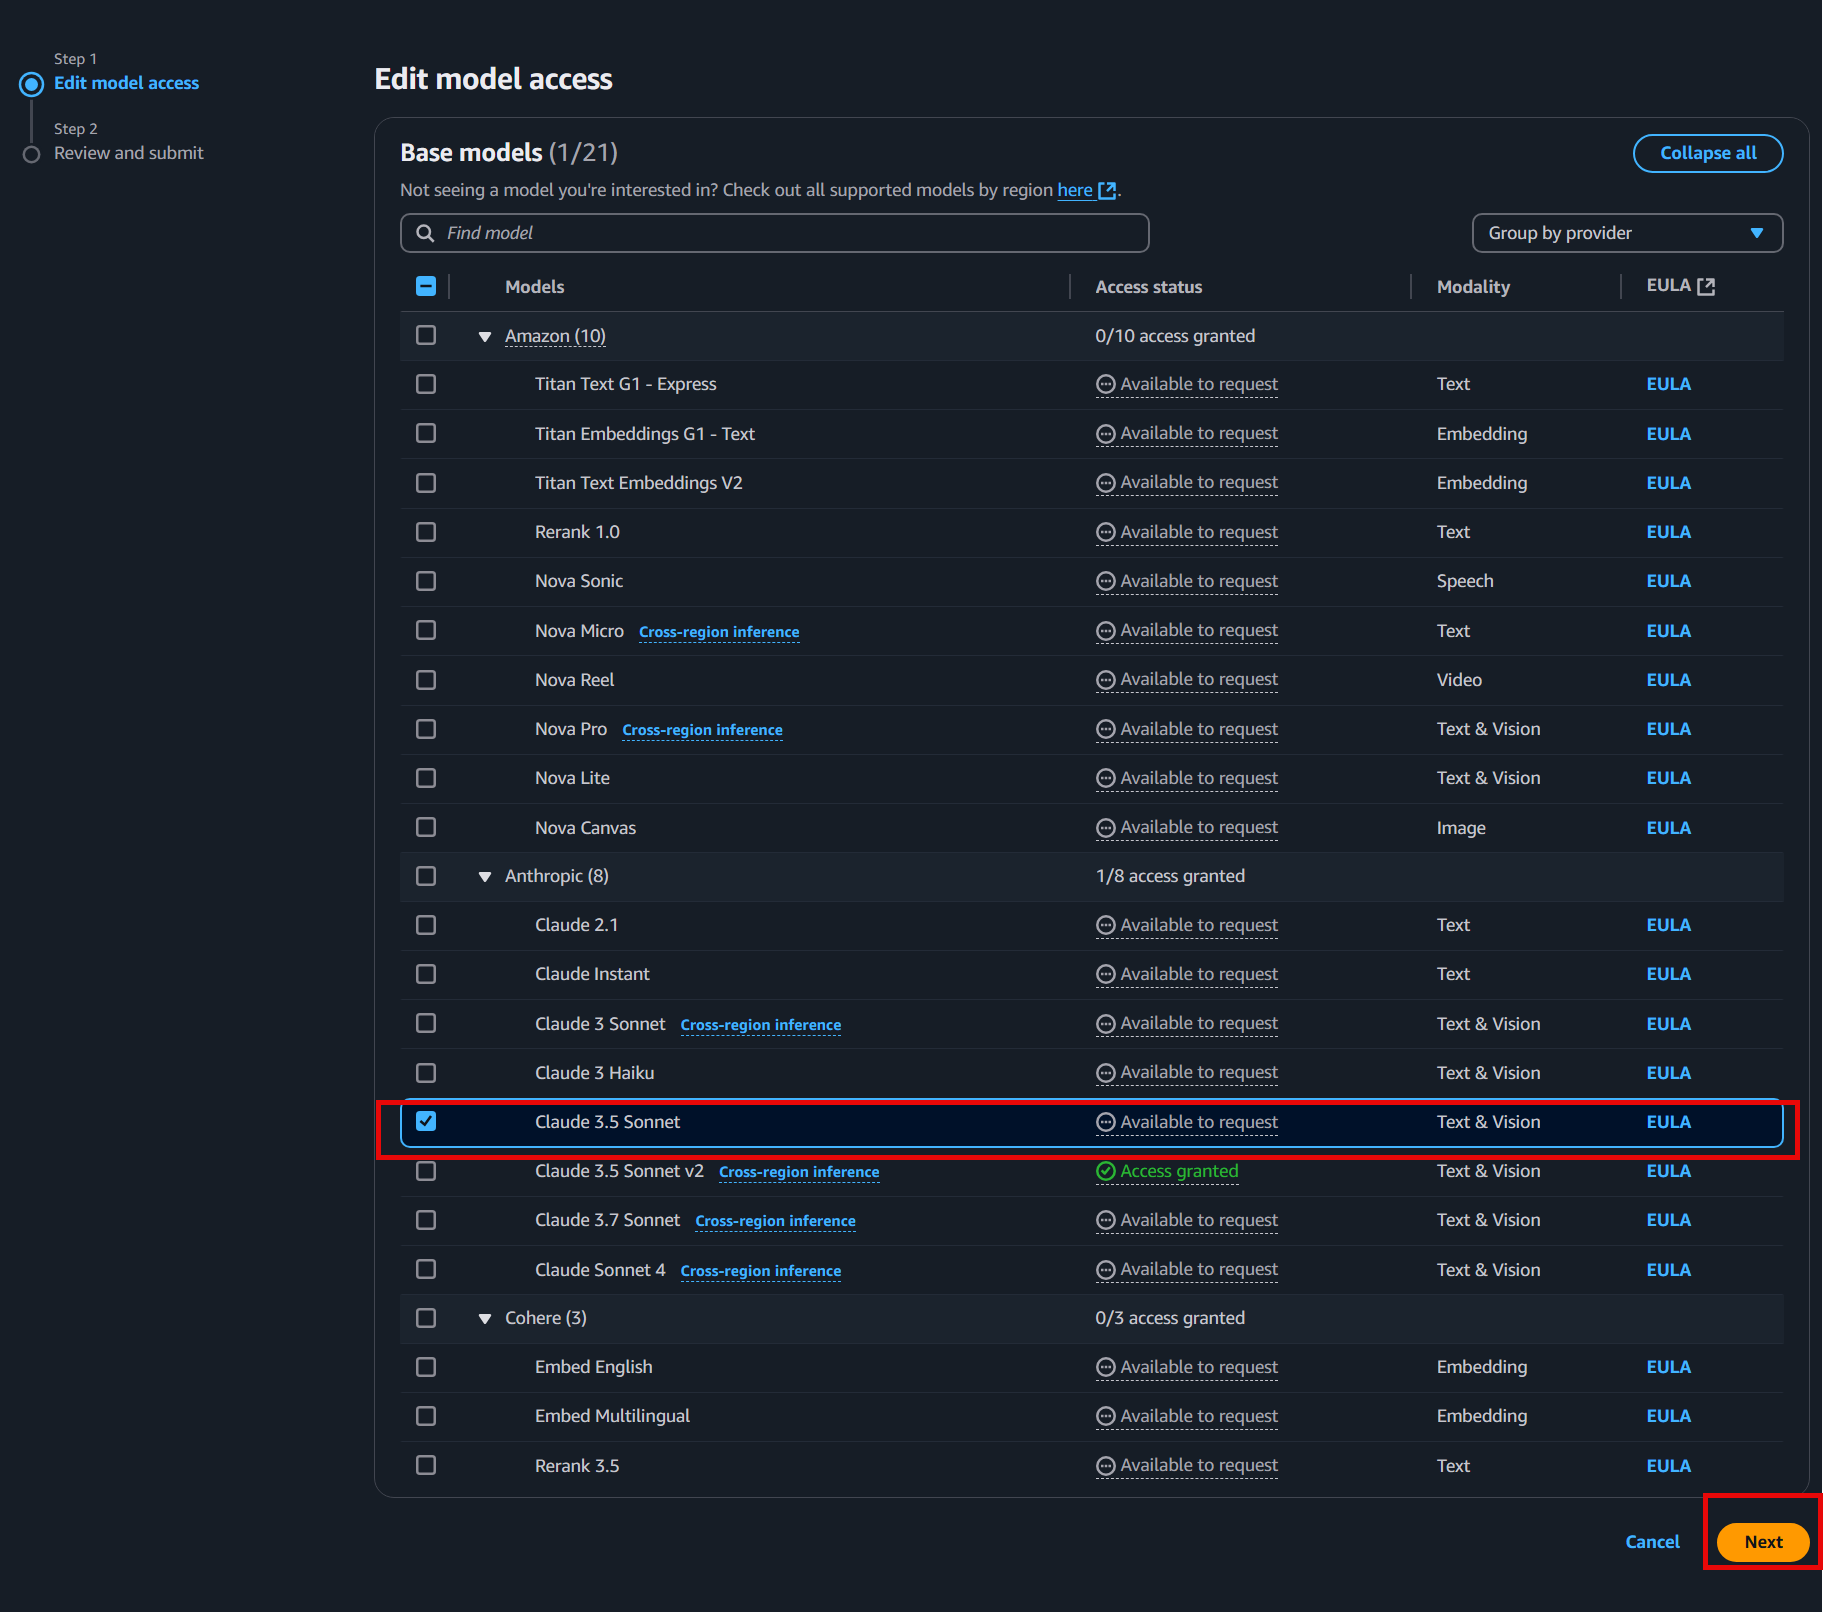 Step 1
Edit model access
Step 2
Review and submit
Edit model access
Base models (1/21)
Collapse all
Not seeing a model you're interested in? Check out all supported models by region here.
Find model
Group by provider
Models Access status Modality EULA
Amazon (10) 0/10 access granted
Titan Text G1 - Express Available to request Text EULA
Titan Embeddings G1 - Text Available to request Embedding EULA
Titan Text Embeddings V2 Available to request Embedding EULA
Rerank 1.0 Available to request Text EULA
Nova Sonic Available to request Speech EULA
Nova Micro Cross-region inference Available to request Text EULA
Nova Reel Available to request Video EULA
Nova Pro Cross-region inference Available to request Text & Vision EULA
Nova Lite Available to request Text & Vision EULA
Nova Canvas Available to request Image EULA
Anthropic (8) 1/8 access granted
Claude 2.1 Available to request Text EULA
Claude Instant Available to request Text EULA
Claude 3 Sonnet Cross-region inference Available to request Text & Vision EULA
Claude 3 Haiku Available to request Text & Vision EULA
Claude 3.5 Sonnet Available to request Text & Vision EULA
Claude 3.5 Sonnet v2 Cross-region inference Access granted Text & Vision EULA
Claude 3.7 Sonnet Cross-region inference Available to request Text & Vision EULA
Claude Sonnet 4 Cross-region inference Available to request Text & Vision EULA
Cohere (3) 0/3 access granted
Embed English Available to request Embedding EULA
Embed Multilingual Available to request Embedding EULA
Rerank 3.5 Available to request Text EULA
Cancel Next